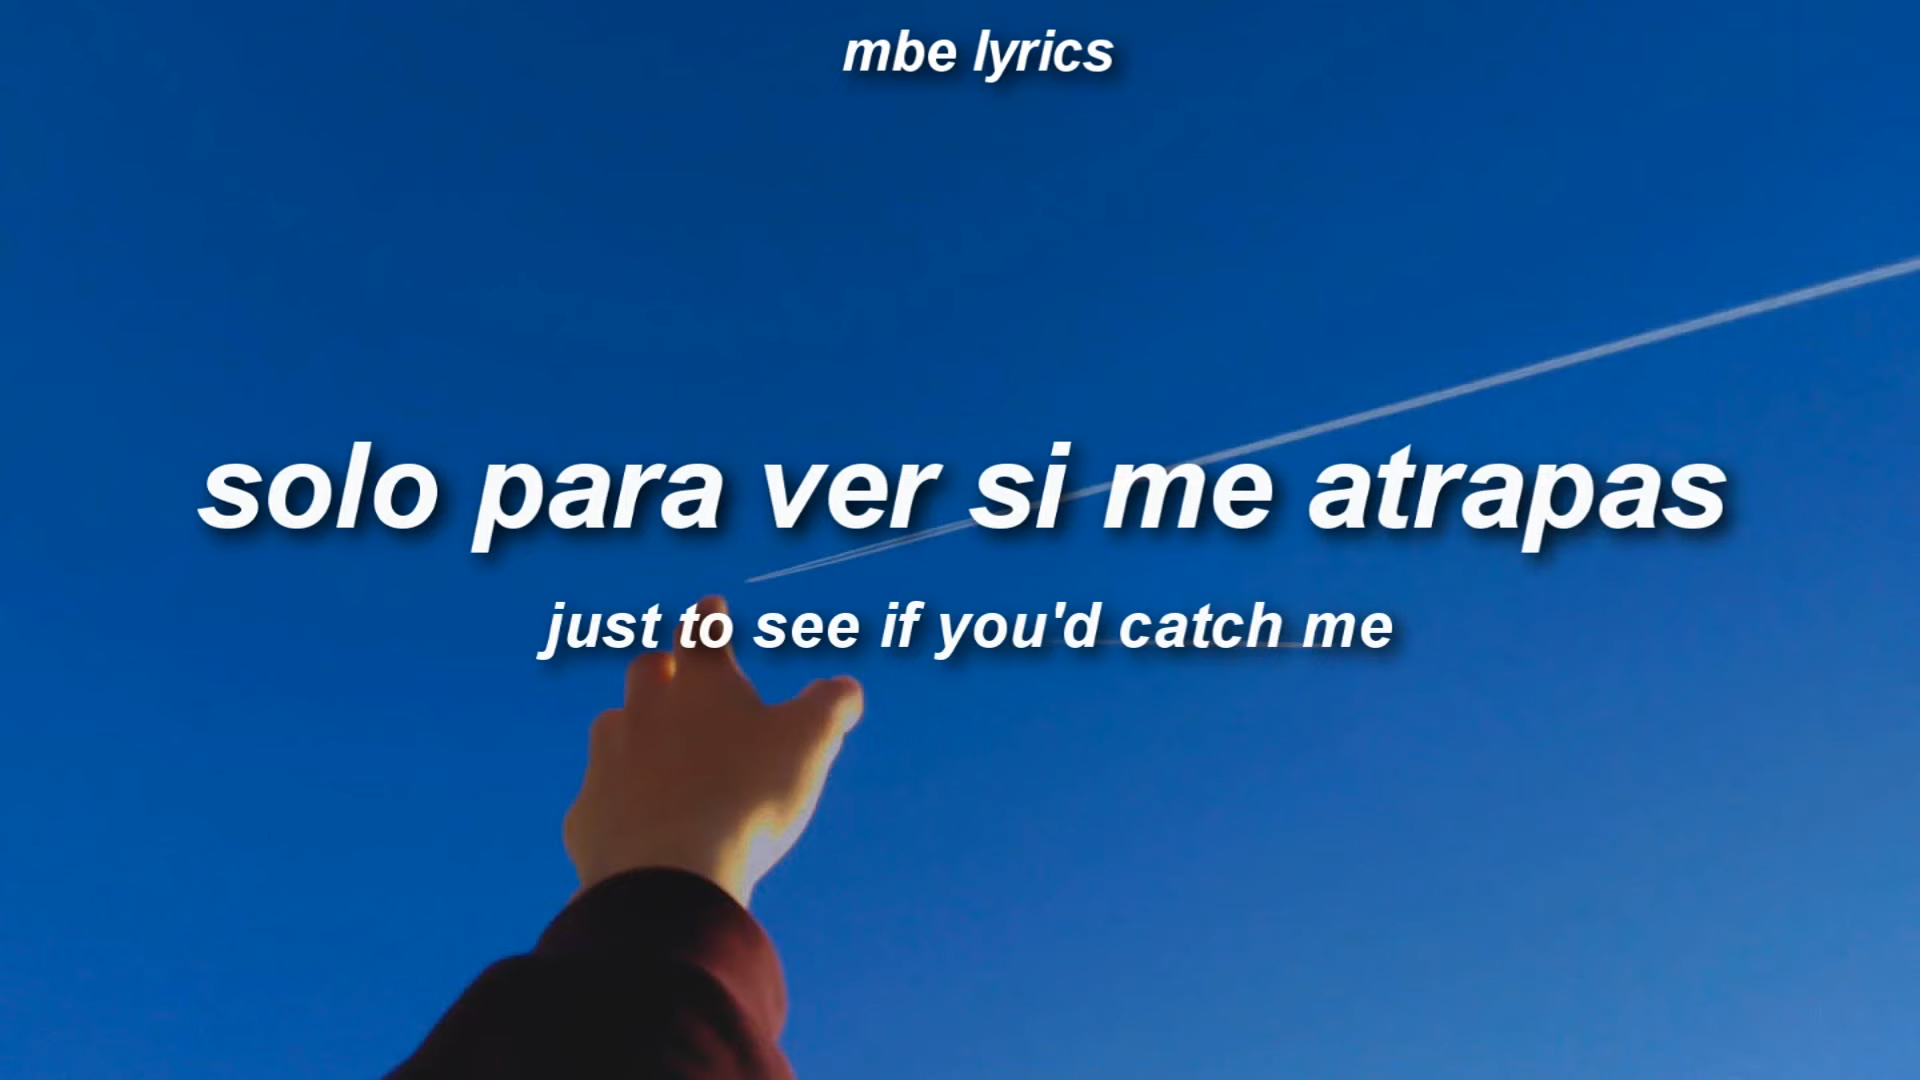 mbe lyrics
solo para ver si me atrapas
just to see if you'd catch me